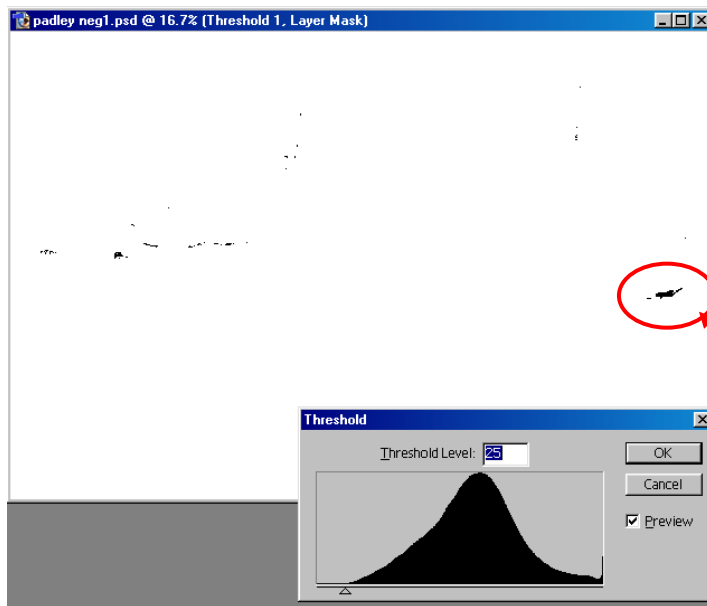 padley neg1.psd @ 16.7% (Threshold 1, Layer Mask)
Threshold
Threshold Level: 25
OK
Cancel
Preview